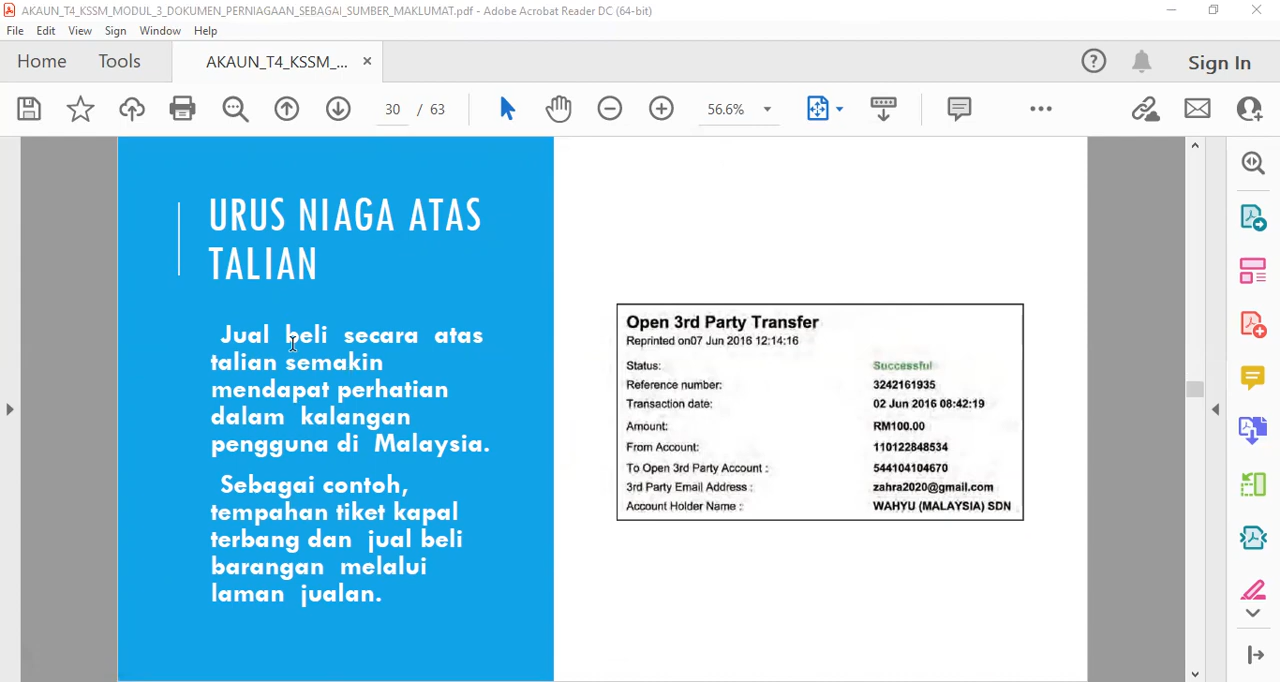 AKAUN_T4_KSSM_MODUL_3_DOKUMEN_PERNIAGAAN_SEBAGAI_SUMBER_MAKLUMAT.pdf - Adobe Acrobat Reader DC (64-bit)
File Edit View Sign Window Help
Home Tools AKAUN_T4_KSSM_... × Sign In
30 / 63 56.6%
URUS NIAGA ATAS
TALIAN
Jual beli secara atas
talian semakin
mendapat perhatian
dalam kalangan
pengguna di Malaysia.
Sebagai contoh,
tempahan tiket kapal
terbang dan jual beli
barangan melalui
laman jualan.
Open 3rd Party Transfer
Reprinted on07 Jun 2016 12:14:16
Status: Successful
Reference number: 3242161935
Transaction date: 02 Jun 2016 08:42:19
Amount: RM100.00
From Account: 110122848534
To Open 3rd Party Account : 544104104670
3rd Party Email Address : zahra2020@gmail.com
Account Holder Name : WAHYU (MALAYSIA) SDN